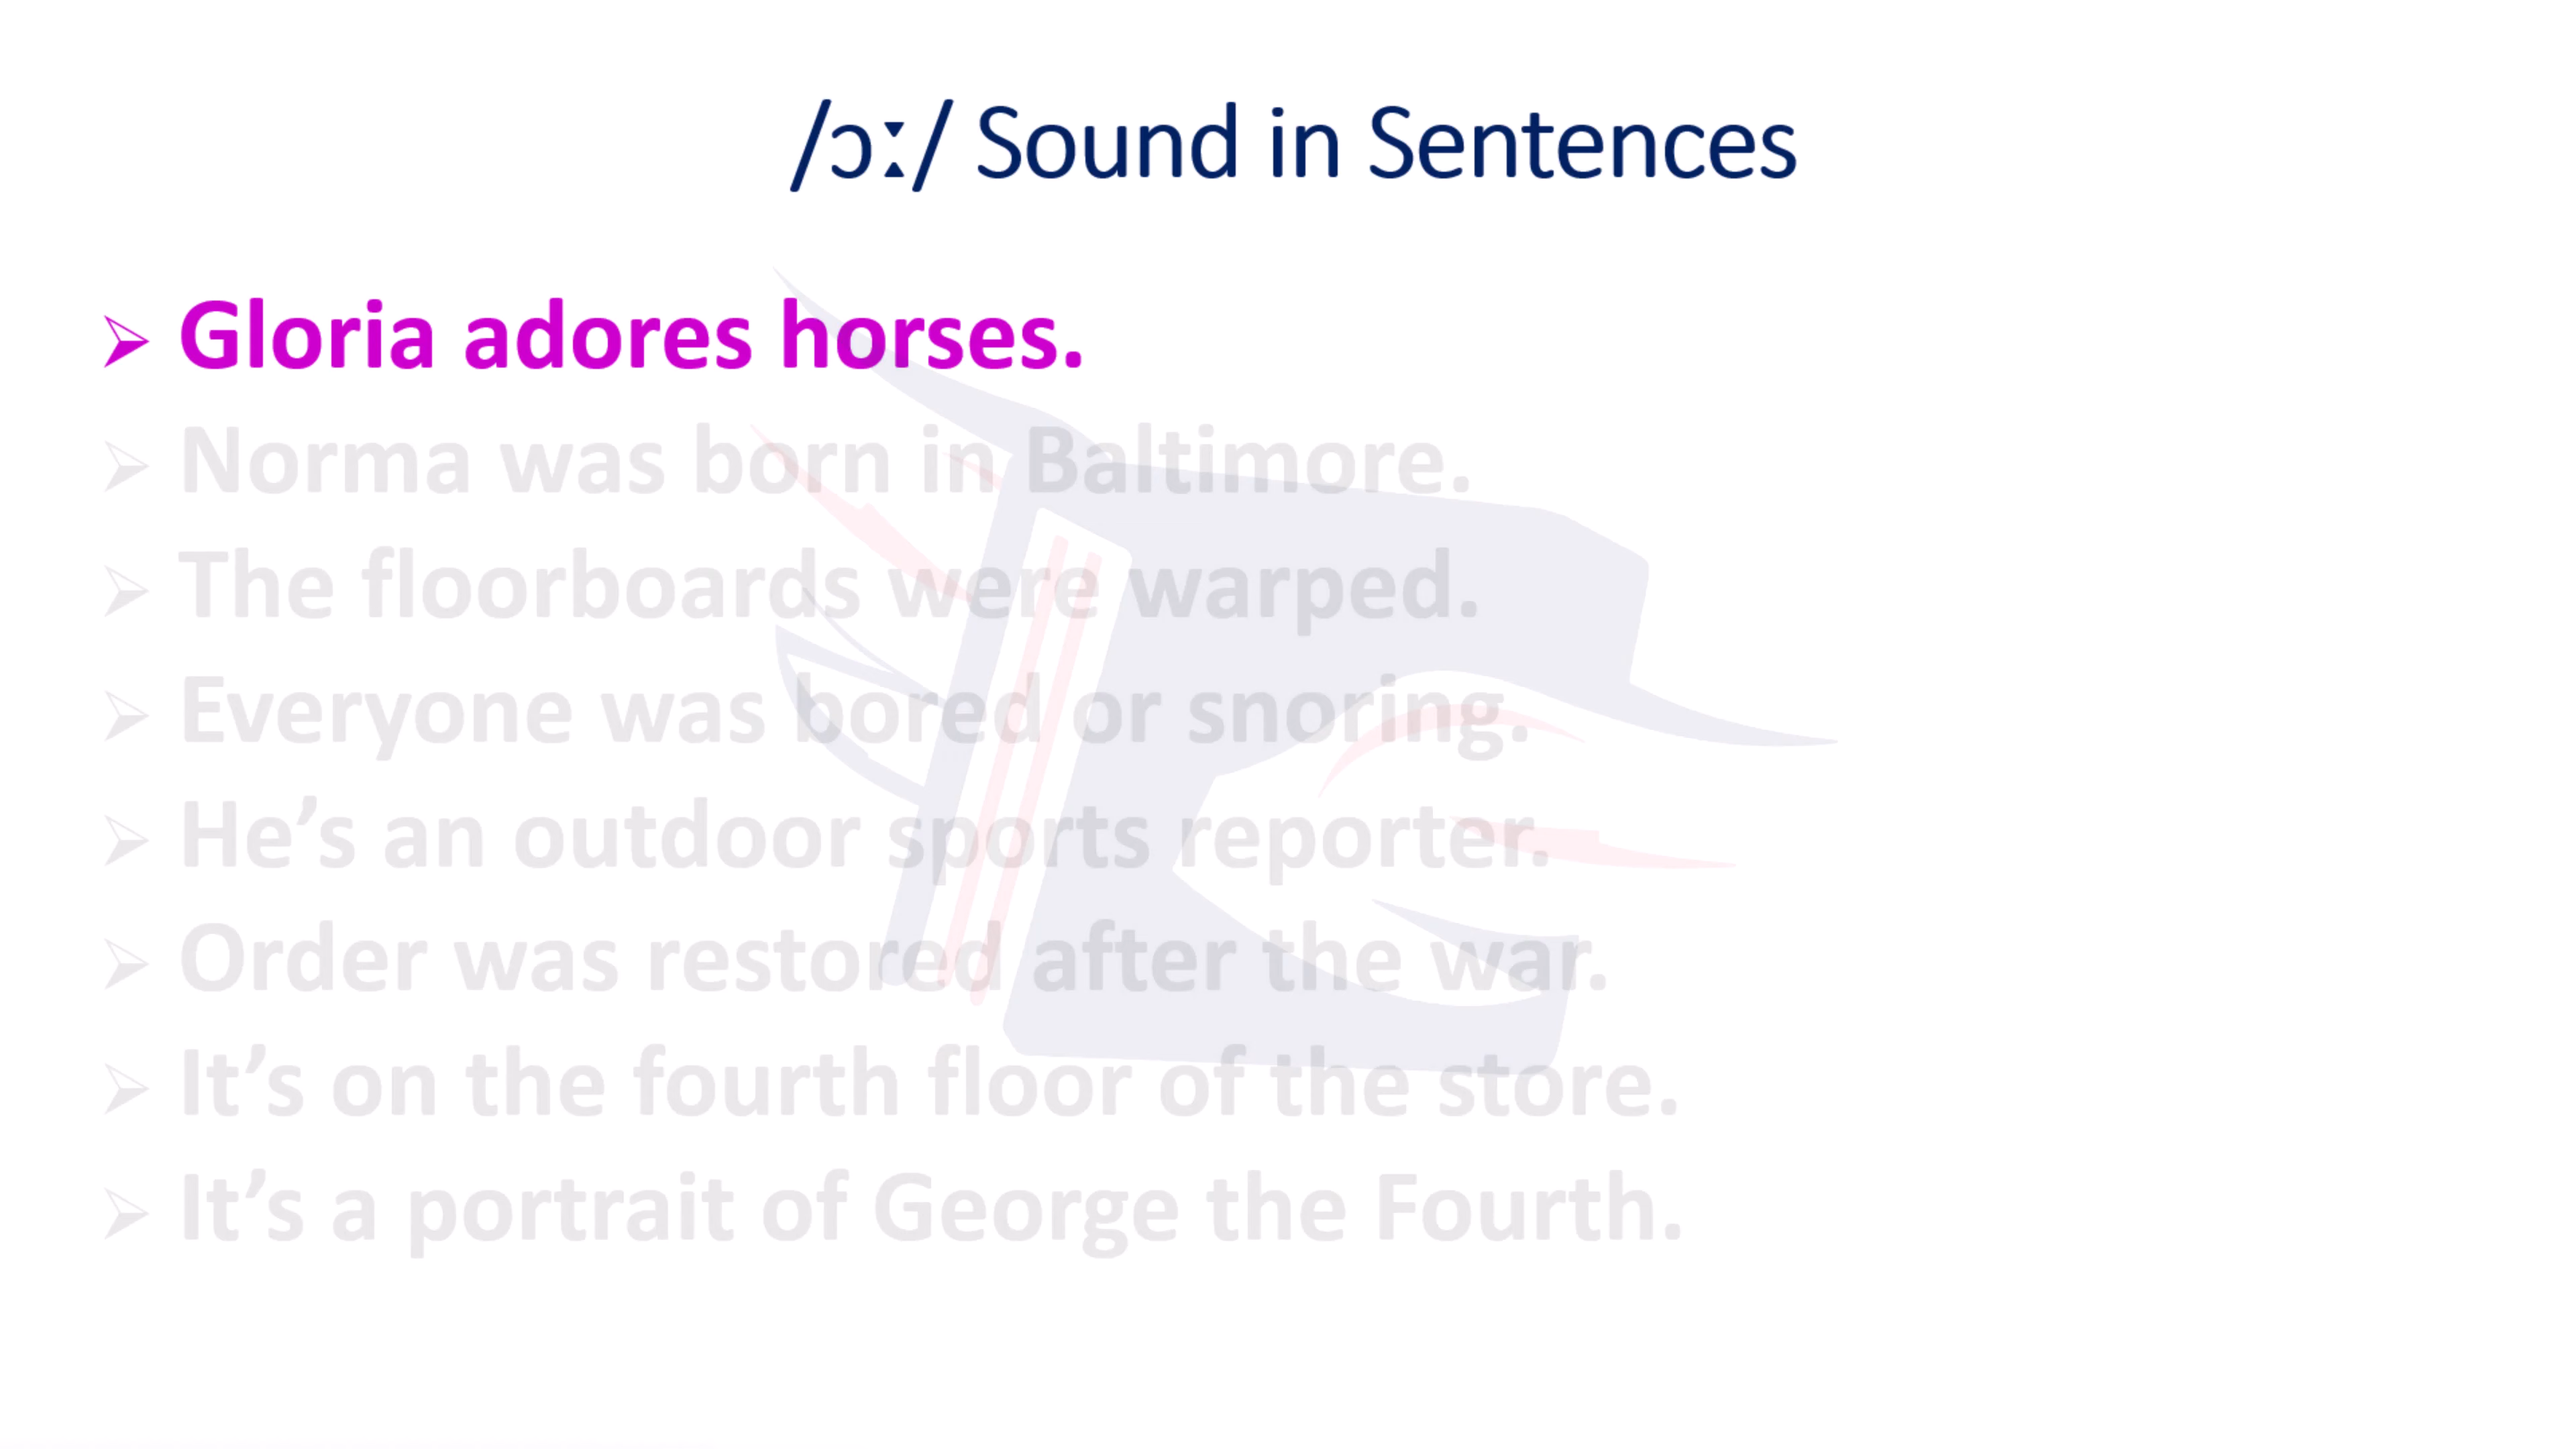 /ɔː/ Sound in Sentences
➢ Gloria adores horses.
➢ Norma was born in Baltimore.
➢ The floorboards were warped.
➢ Everyone was bored or snoring.
➢ He’s an outdoor sports reporter.
➢ Order was restored after the war.
➢ It’s on the fourth floor of the store.
➢ It’s a portrait of George the Fourth.